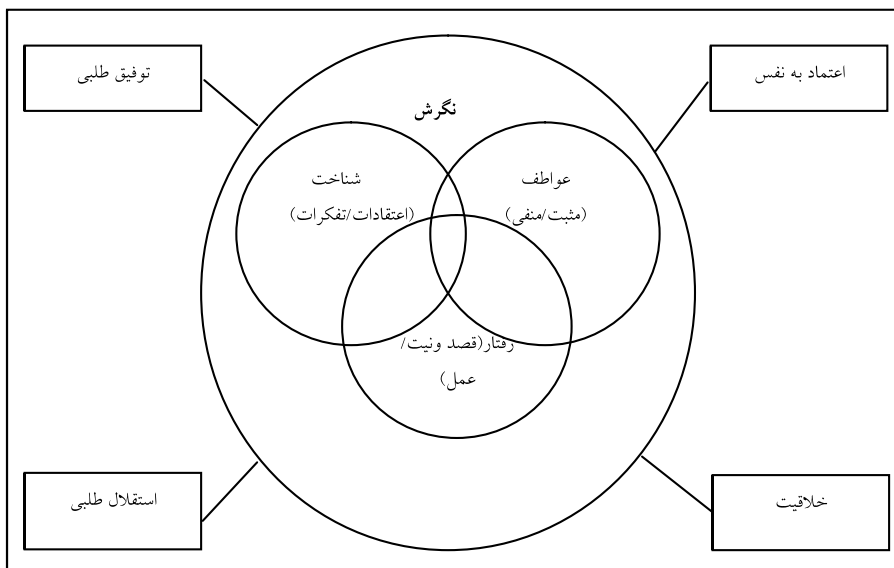 اعتماد به نفس
توفیق طلبی
نگرش
عواطف
(مثبت/منفی)
شناخت
(اعتقادات/تفکرات)
رفتار(قصد ونیت/
عمل)
خلاقیت
استقلال طلبی